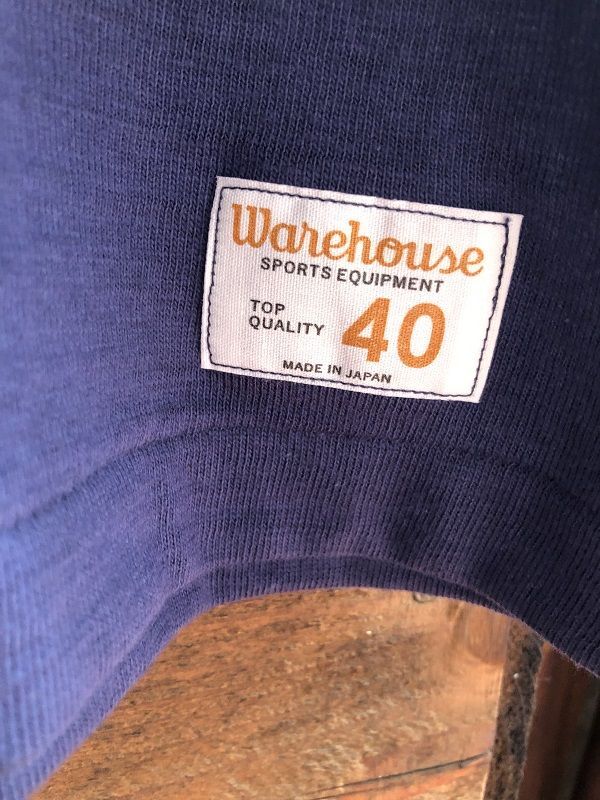 Warehouse
SPORTS EQUIPMENT
TOP
QUALITY
40
MADE IN JAPAN